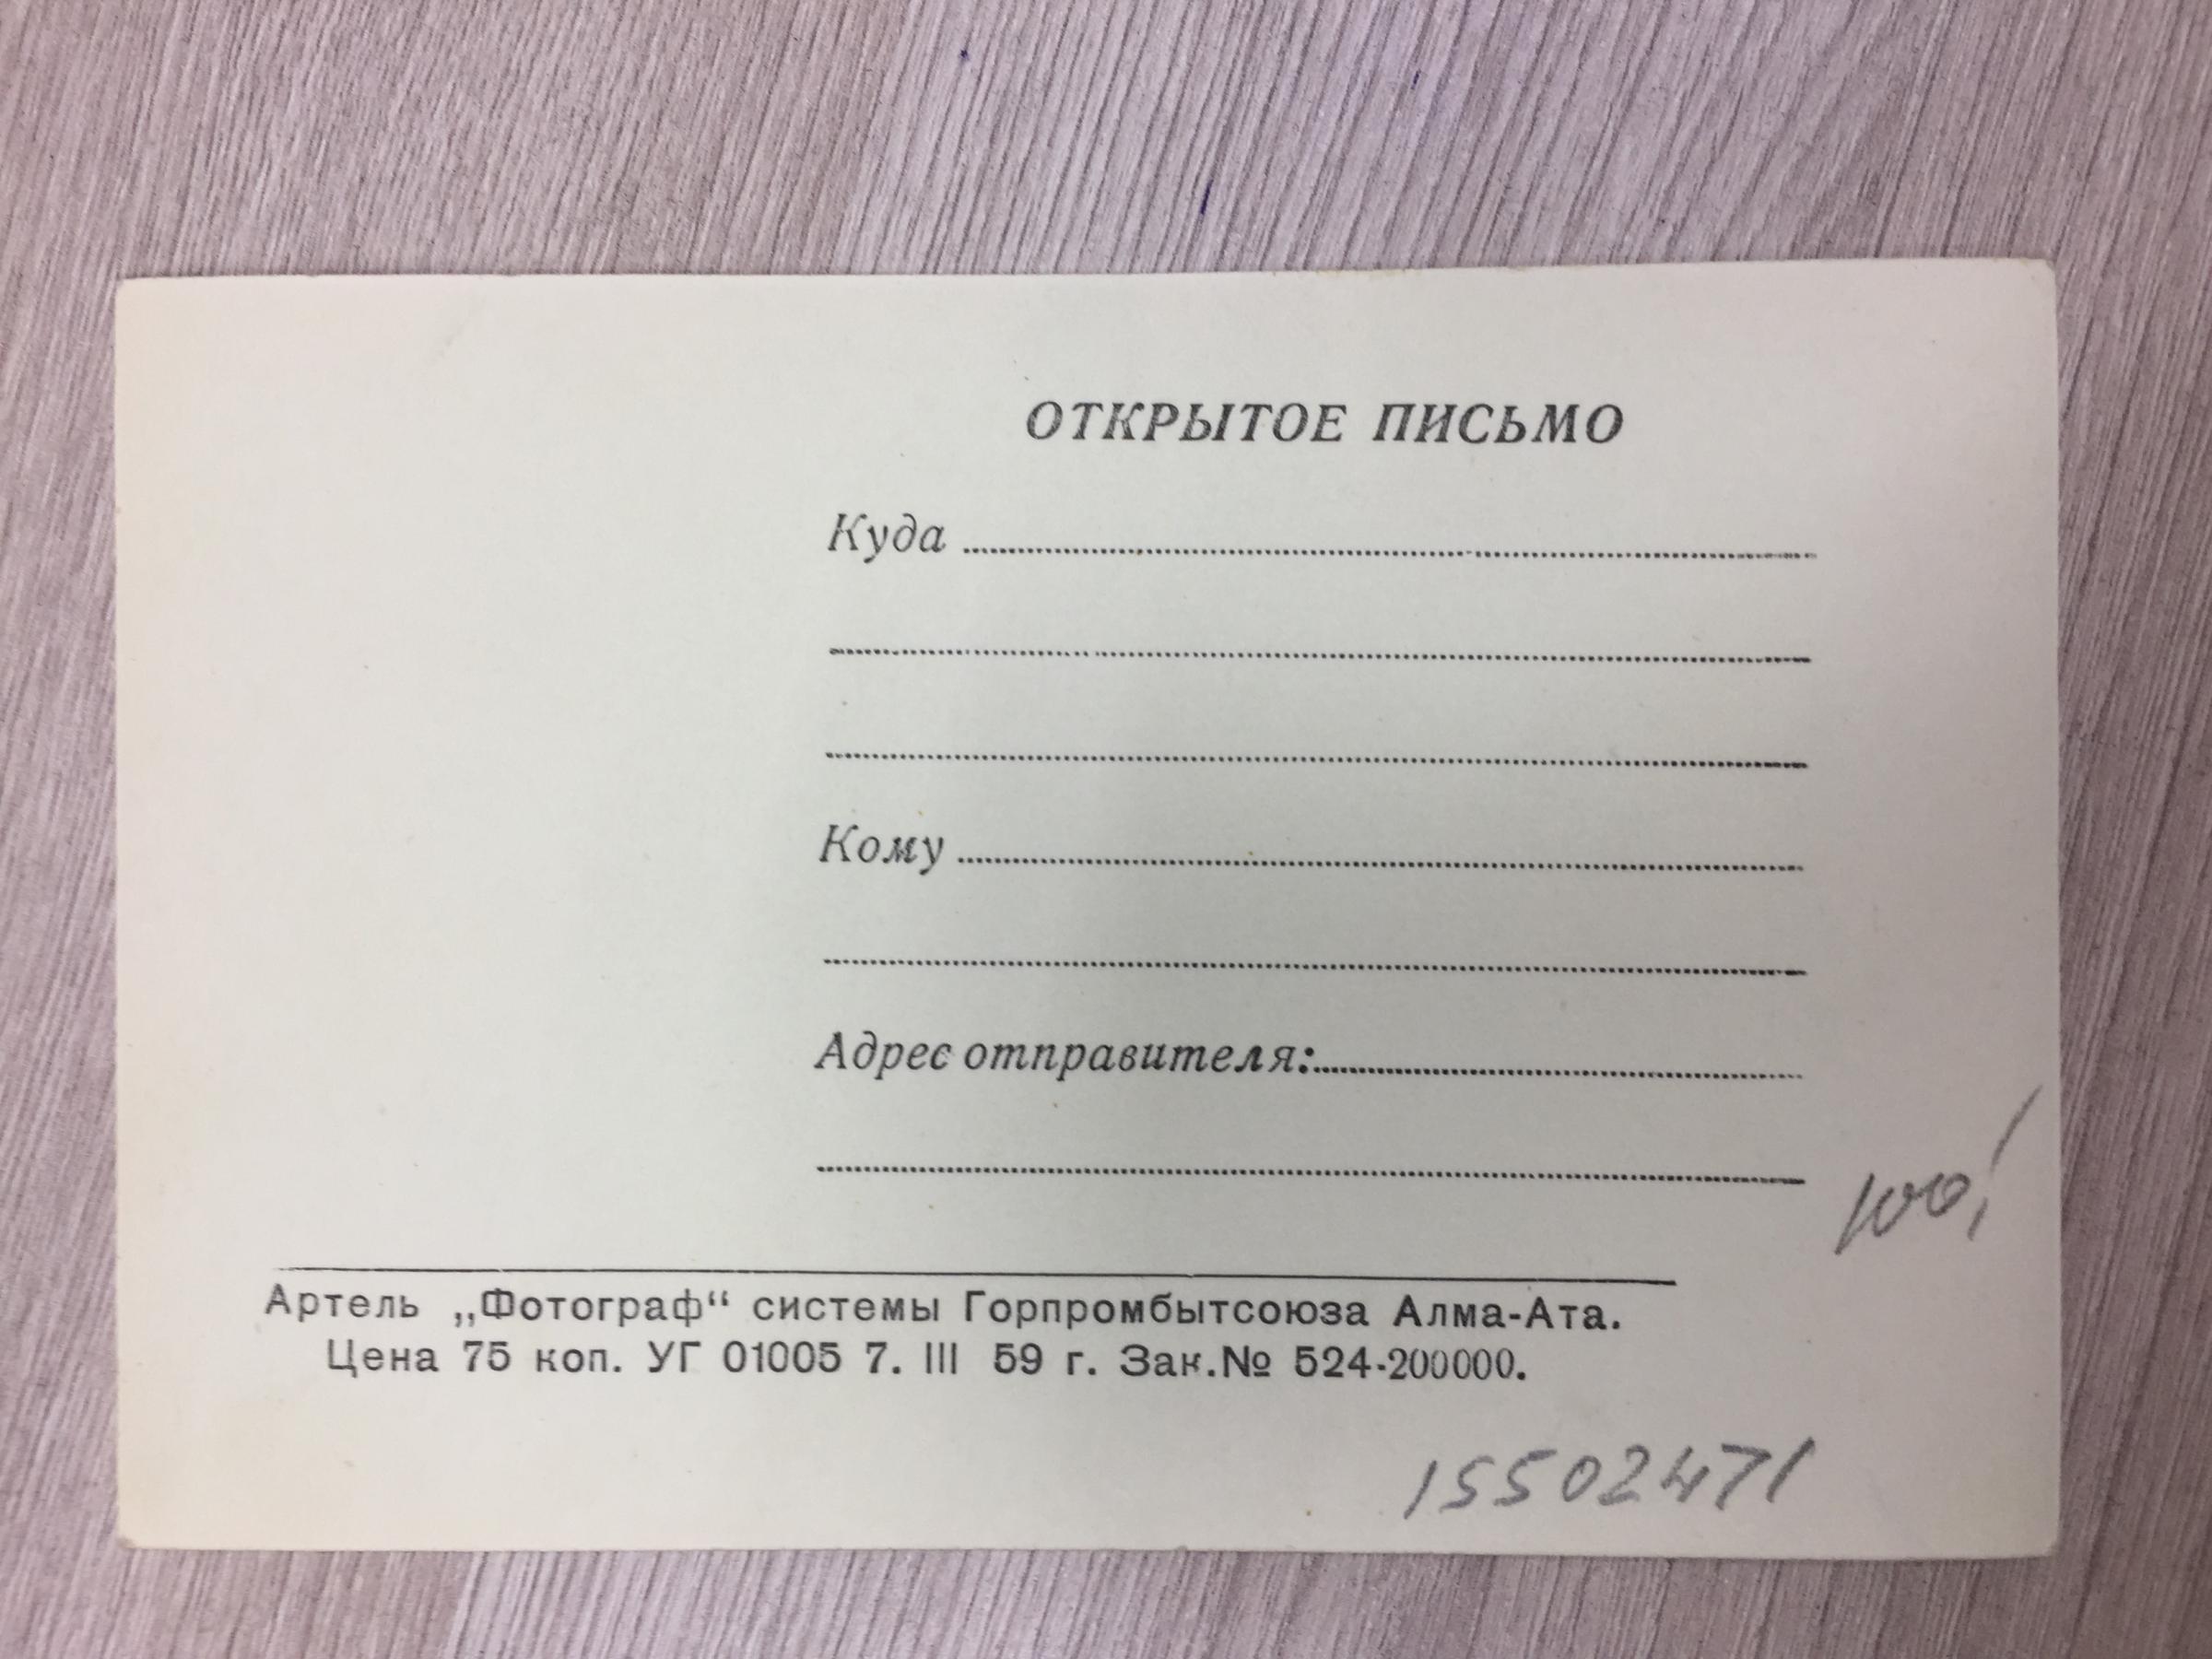 ОТКРЫТОЕ ПИСЬМО
Куда
Кому
Адрес отправителя:
100/
Артель „Фотограф“ системы Горпромбытсоюза Алма-Ата.
Цена 75 коп. УГ 01005 7. III 59 г. Зак.№ 524-200000.
15502471